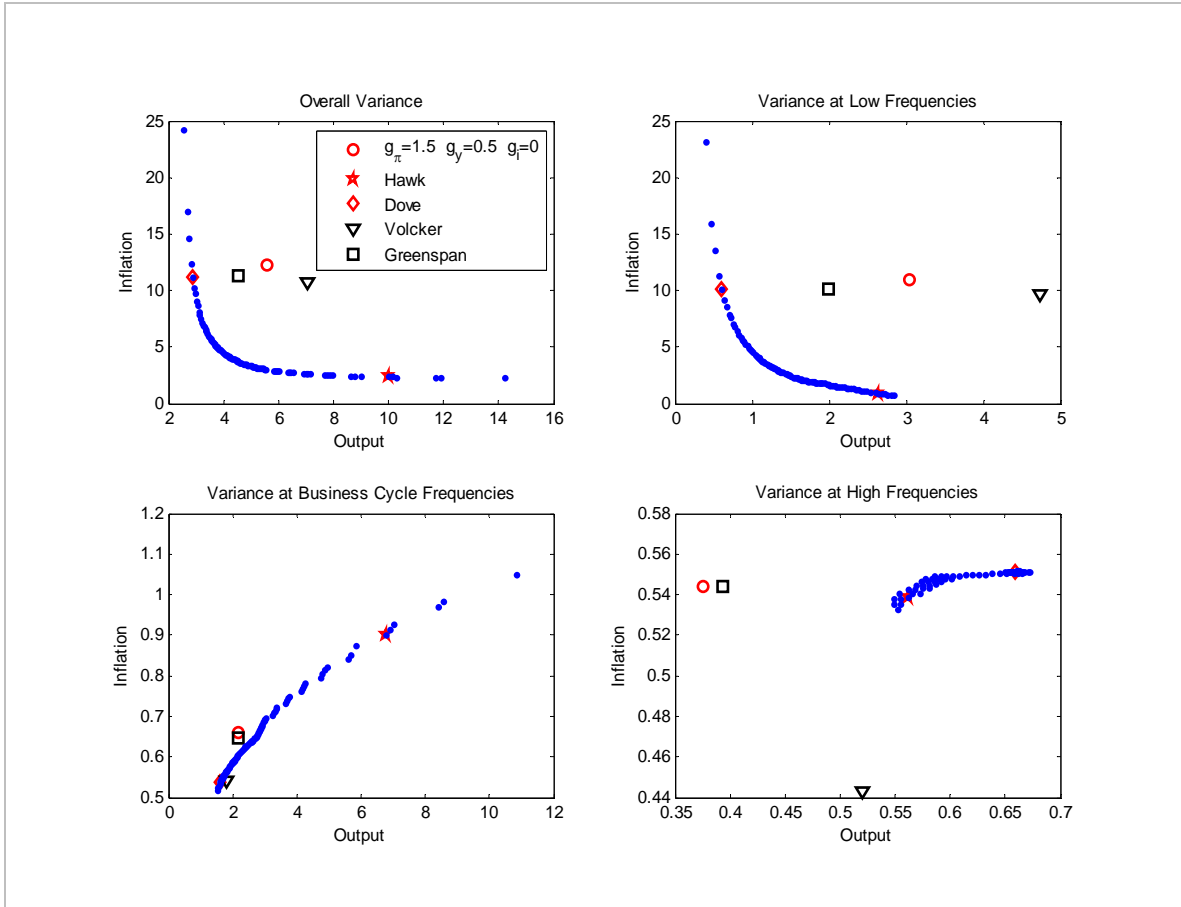 Overall Variance
Inflation
25
20
15
10
5
0
2 4 6 8 10 12 14 16
Output
g_π=1.5 g_y=0.5 g_i=0
Hawk
Dove
Volcker
Greenspan
Variance at Low Frequencies
Inflation
25
20
15
10
5
0
0 1 2 3 4 5
Output
Variance at Business Cycle Frequencies
Inflation
1.2
1.1
1
0.9
0.8
0.7
0.6
0.5
0 2 4 6 8 10 12
Output
Variance at High Frequencies
Inflation
0.58
0.56
0.54
0.52
0.5
0.48
0.46
0.44
0.35 0.4 0.45 0.5 0.55 0.6 0.65 0.7
Output